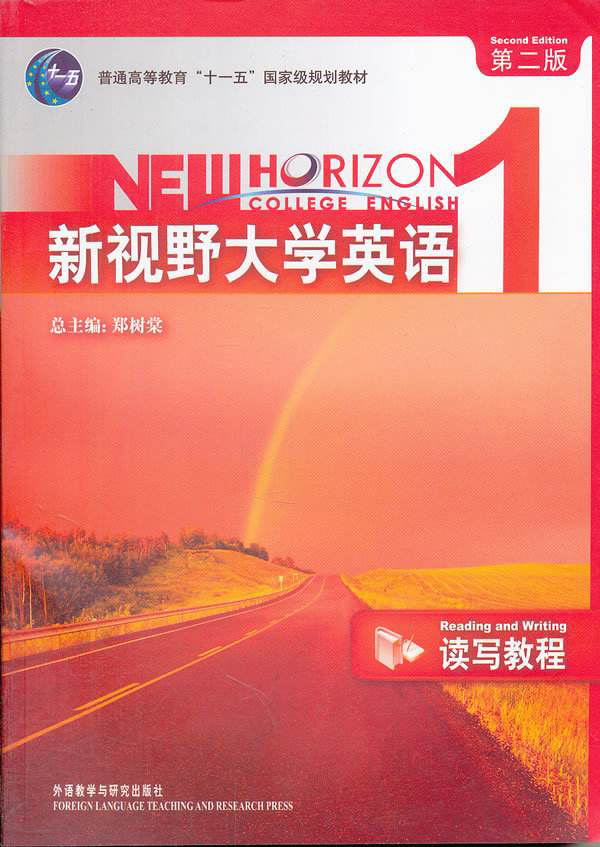 Second Edition
第二版
十一五
普通高等教育“十一五”国家级规划教材
NEW HORIZON
COLLEGE ENGLISH
1
新视野大学英语
总主编: 郑树棠
Reading and Writing
读写教程
外语教学与研究出版社
FOREIGN LANGUAGE TEACHING AND RESEARCH PRESS